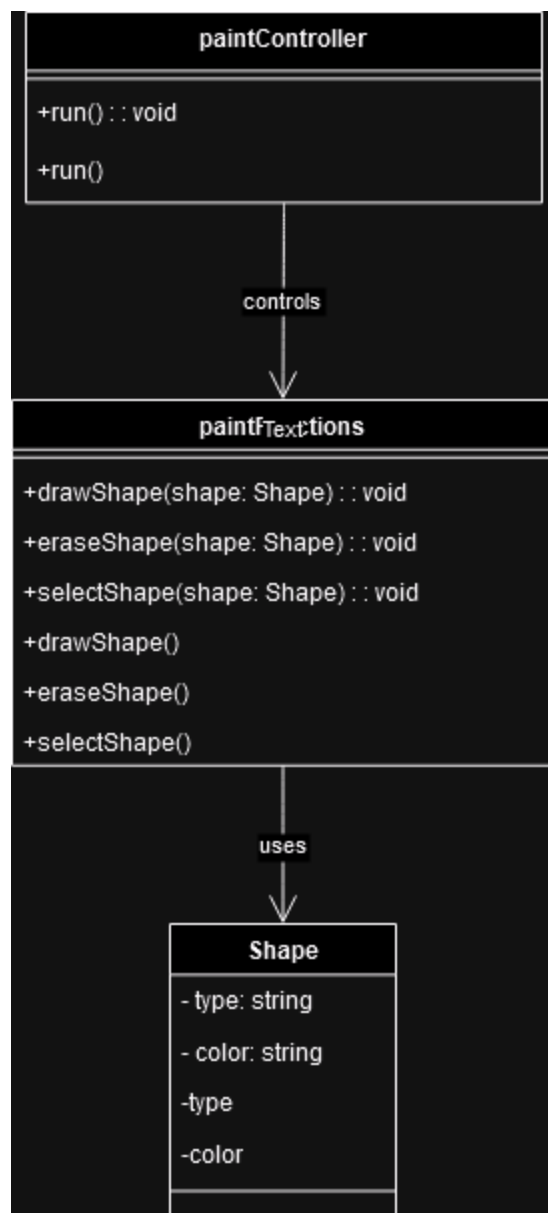 paintController
+run() : : void
+run()
controls
Text
+drawShape(shape: Shape) : : void
+eraseShape(shape: Shape) : : void
+selectShape(shape: Shape) : : void
+drawShape()
+eraseShape()
+selectShape()
uses
Shape
- type: string
- color: string
-type
-color